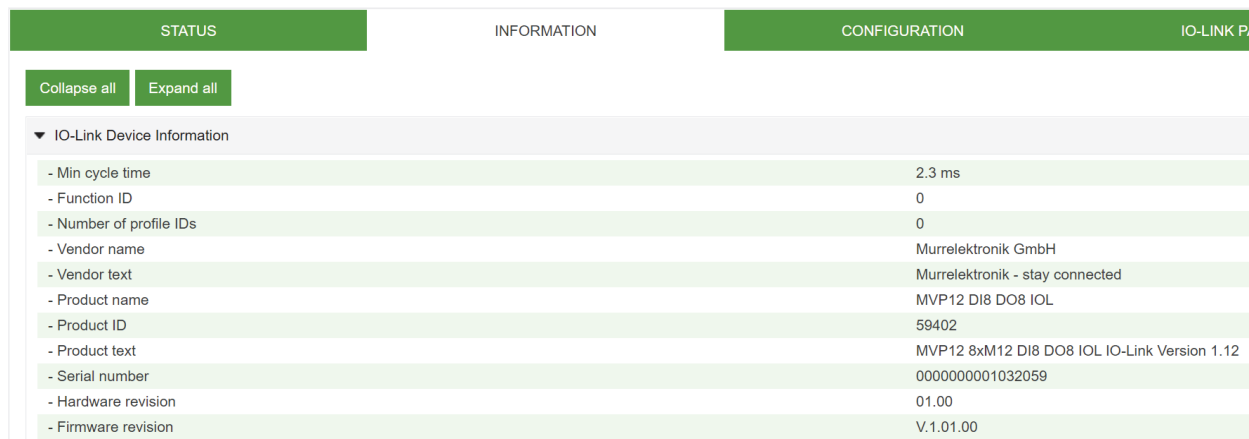 STATUS INFORMATION CONFIGURATION IO-LINK PA
Collapse all Expand all
IO-Link Device Information
- Min cycle time 2.3 ms
- Function ID 0
- Number of profile IDs 0
- Vendor name Murrelektronik GmbH
- Vendor text Murrelektronik - stay connected
- Product name MVP12 DI8 DO8 IOL
- Product ID 59402
- Product text MVP12 8xM12 DI8 DO8 IOL IO-Link Version 1.12
- Serial number 0000000001032059
- Hardware revision 01.00
- Firmware revision V.1.01.00